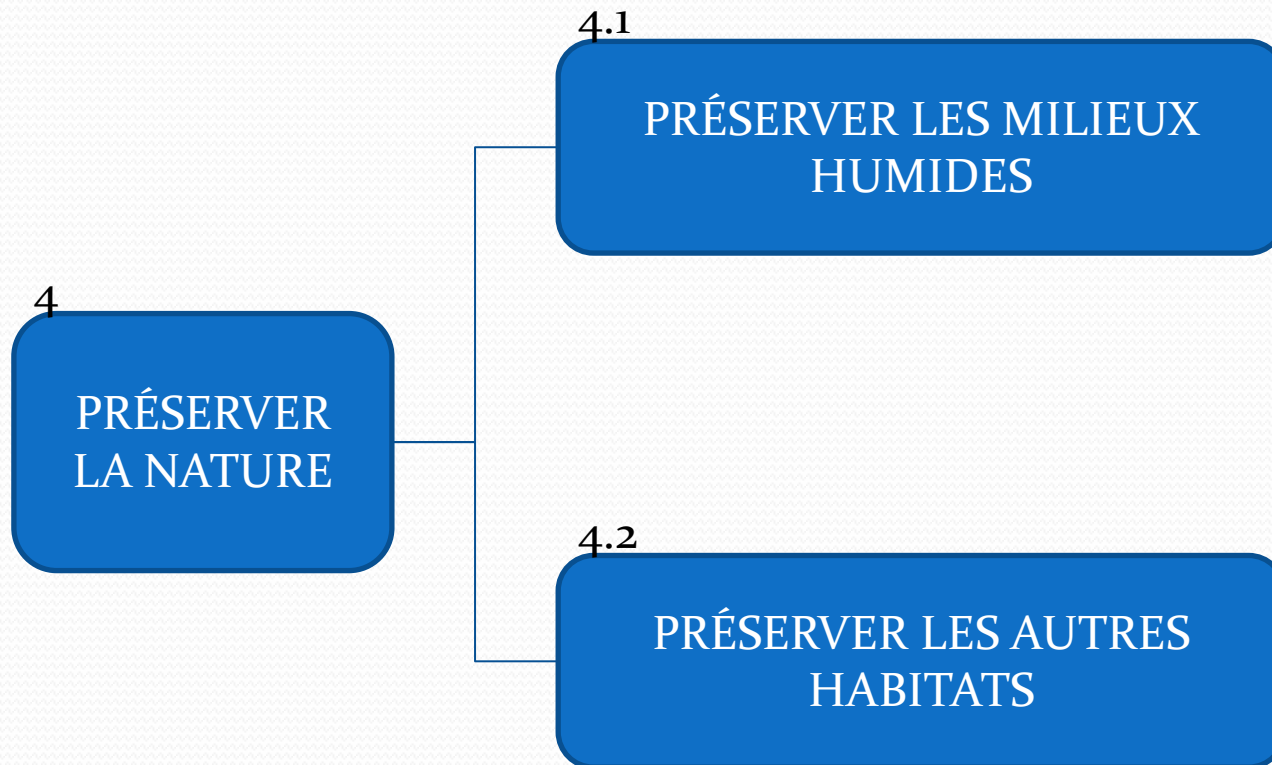 4.1
PRÉSERVER LES MILIEUX
HUMIDES
4
PRÉSERVER
LA NATURE
4.2
PRÉSERVER LES AUTRES
HABITATS